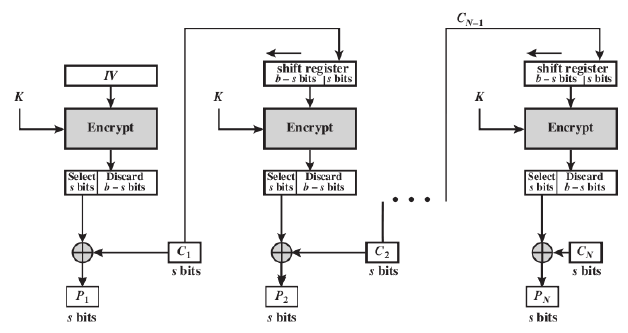 C_{N-1}
IV
K
Encrypt
Select
s bits
Discard
b – s bits
C_1
s bits
P_1
s bits
shift register
b – s bits
s bits
K
Encrypt
Select
s bits
Discard
b – s bits
C_2
s bits
P_2
s bits
• • •
shift register
b – s bits
s bits
K
Encrypt
Select
s bits
Discard
b – s bits
C_N
s bits
P_N
s bits